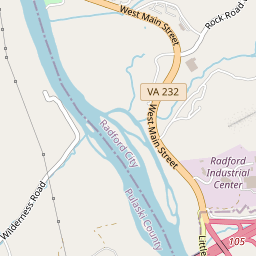 West Main Street
Rock Road
VA 232
West Main Street
Radford City
Pulaski County
Radford
Industrial
Center
Wilderness Road
Little
105